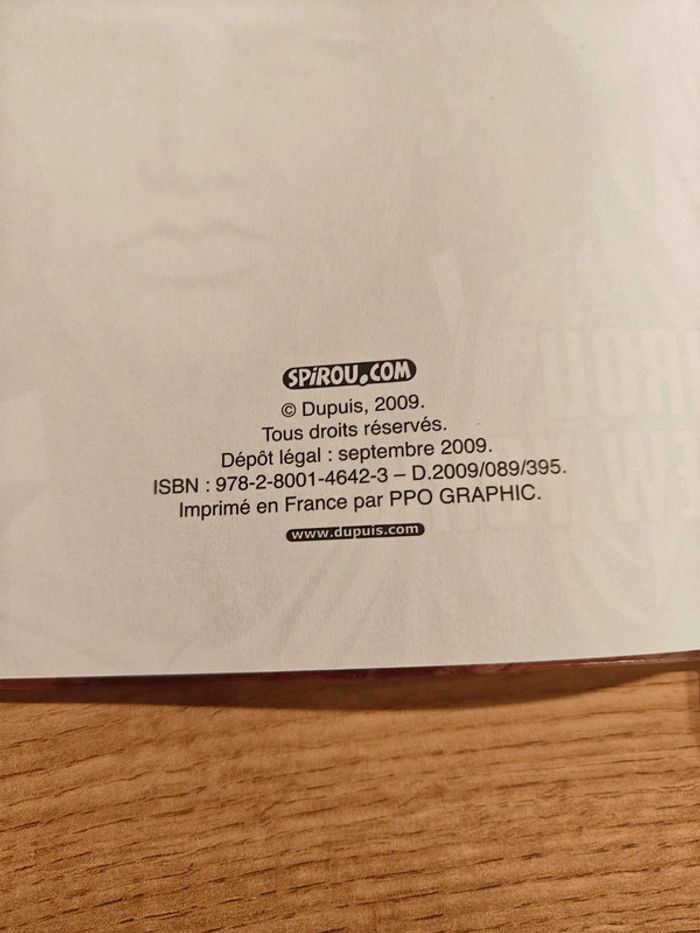 SPiROU.COM
© Dupuis, 2009.
Tous droits réservés.
Dépôt légal : septembre 2009.
ISBN : 978-2-8001-4642-3 – D.2009/089/395.
Imprimé en France par PPO GRAPHIC.
www.dupuis.com